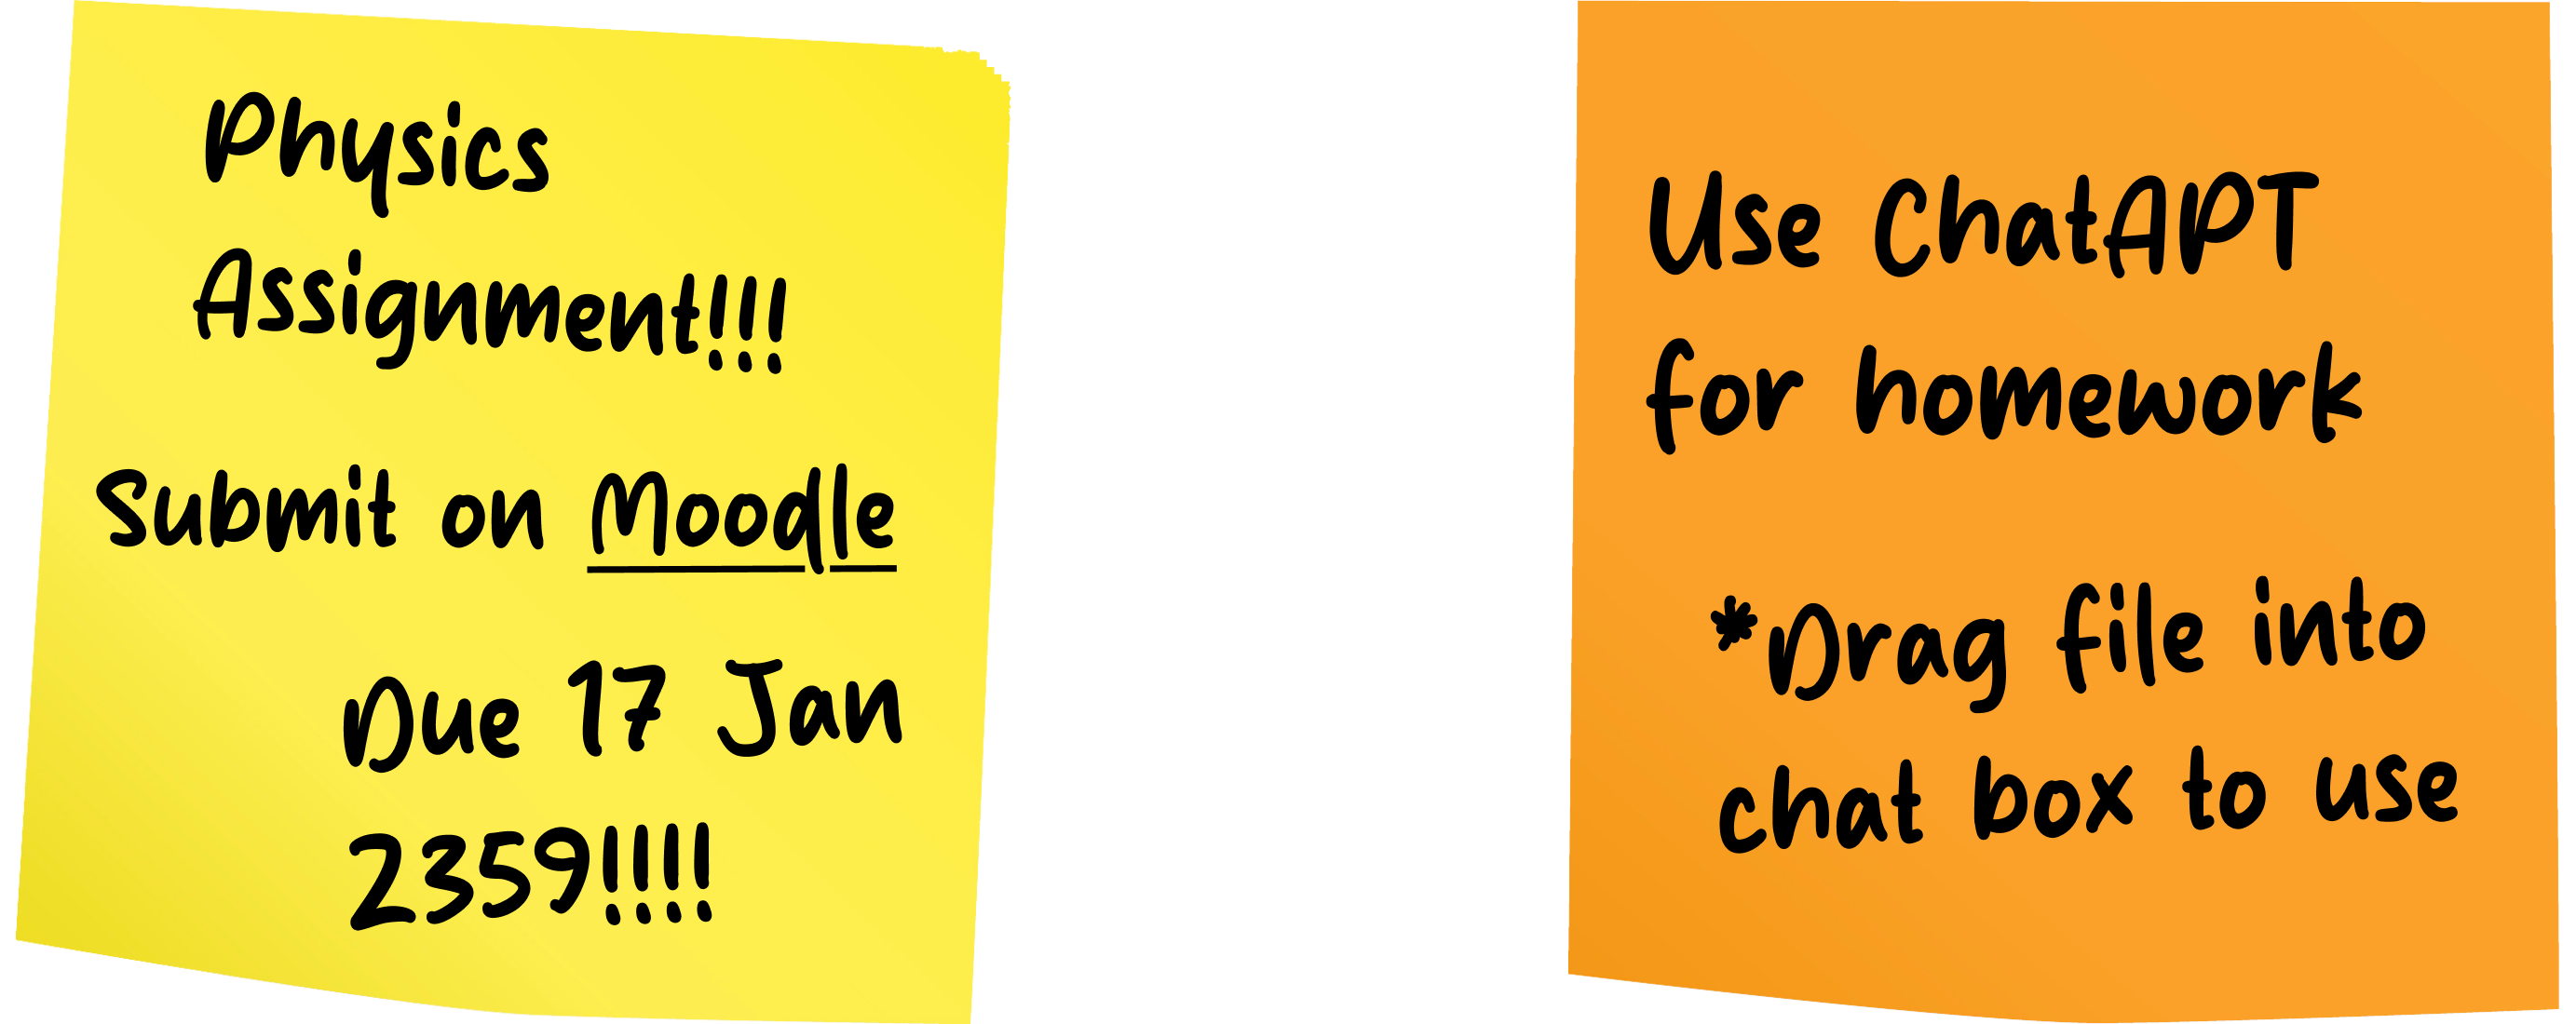 Physics
Assignment!!!
Submit on Moodle
Due 17 Jan
2359!!!!
Use ChatAPT
for homework
*Drag file into
chat box to use